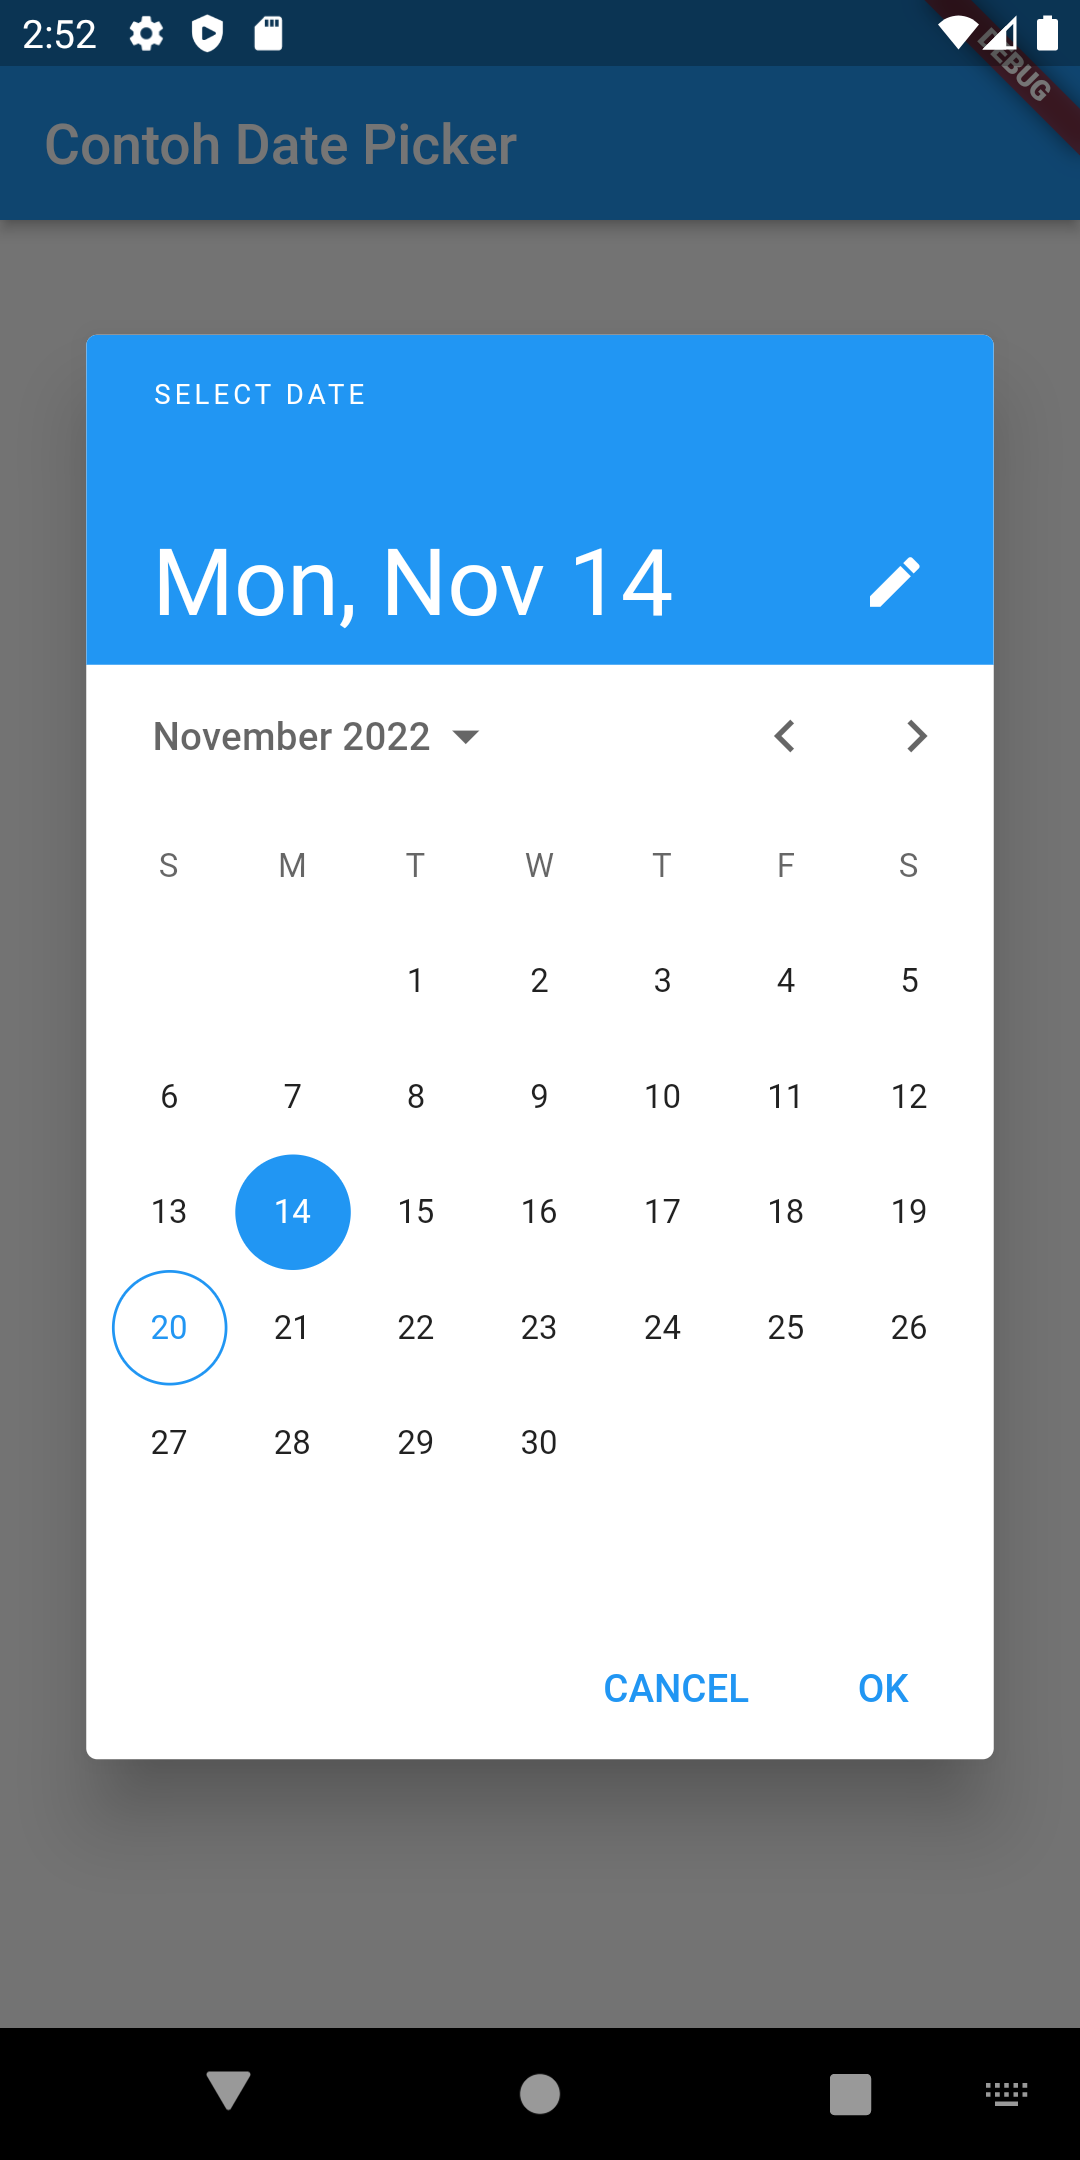 2:52
DEBUG
Contoh Date Picker
SELECT DATE
Mon, Nov 14
November 2022
S M T W T F S
1 2 3 4 5
6 7 8 9 10 11 12
13 14 15 16 17 18 19
20 21 22 23 24 25 26
27 28 29 30
CANCEL OK